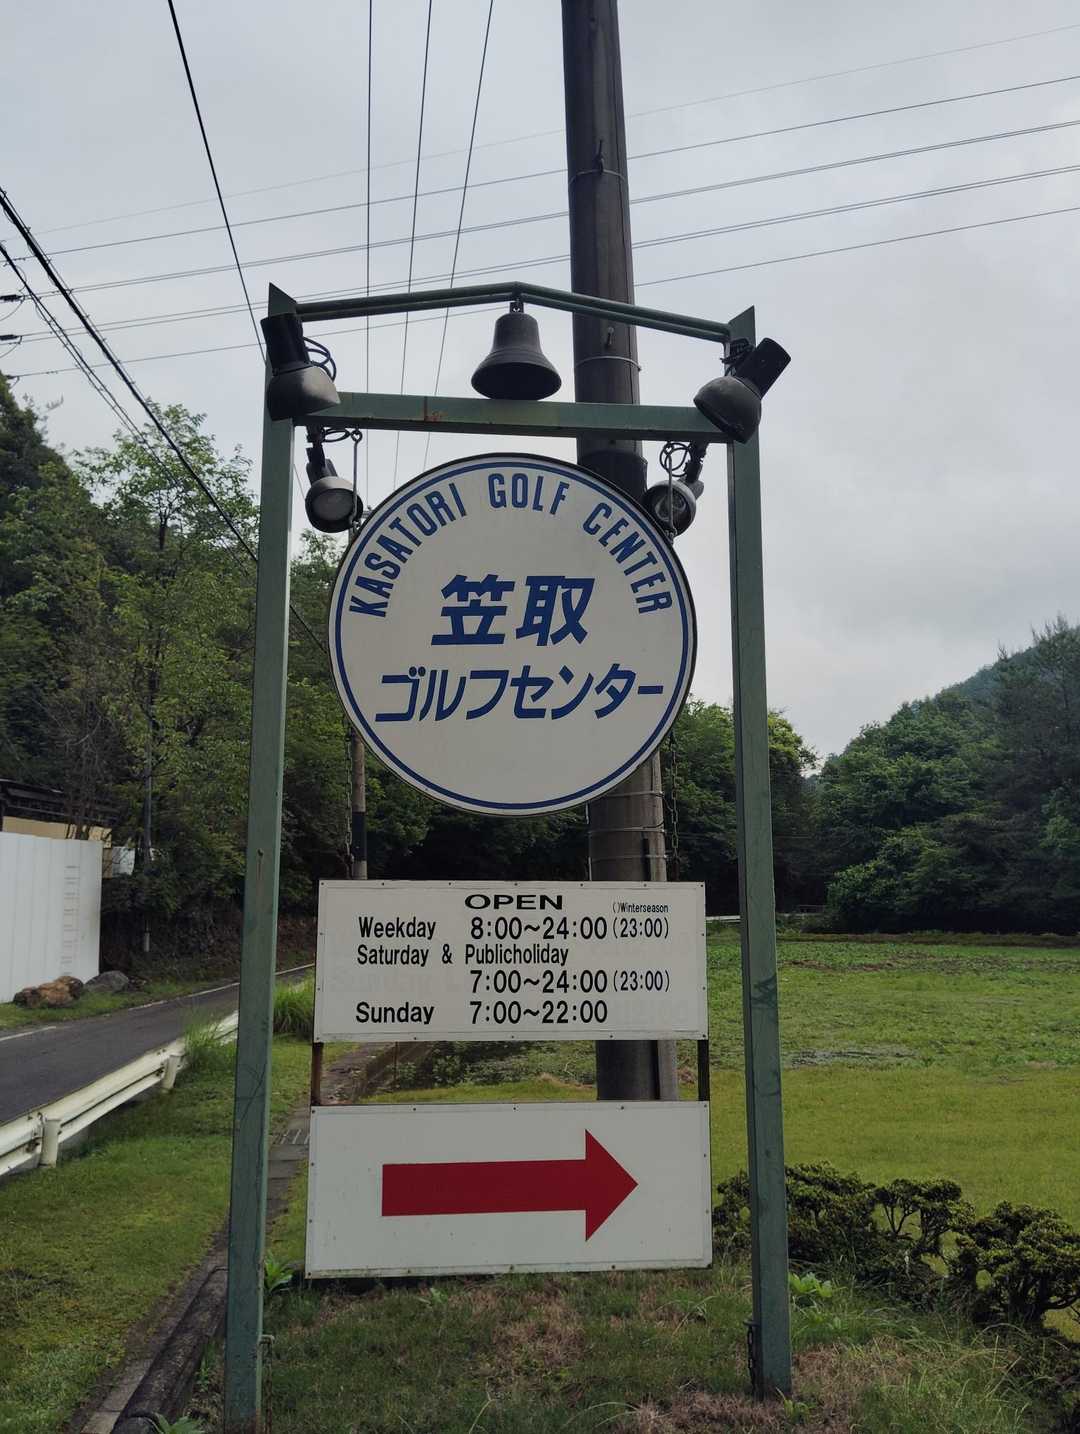 KASATORI GOLF CENTER
笠取
ゴルフセンター
OPEN
( )Winterseason
Weekday 8:00~24:00(23:00)
Saturday & Publicholiday
7:00~24:00(23:00)
Sunday 7:00~22:00